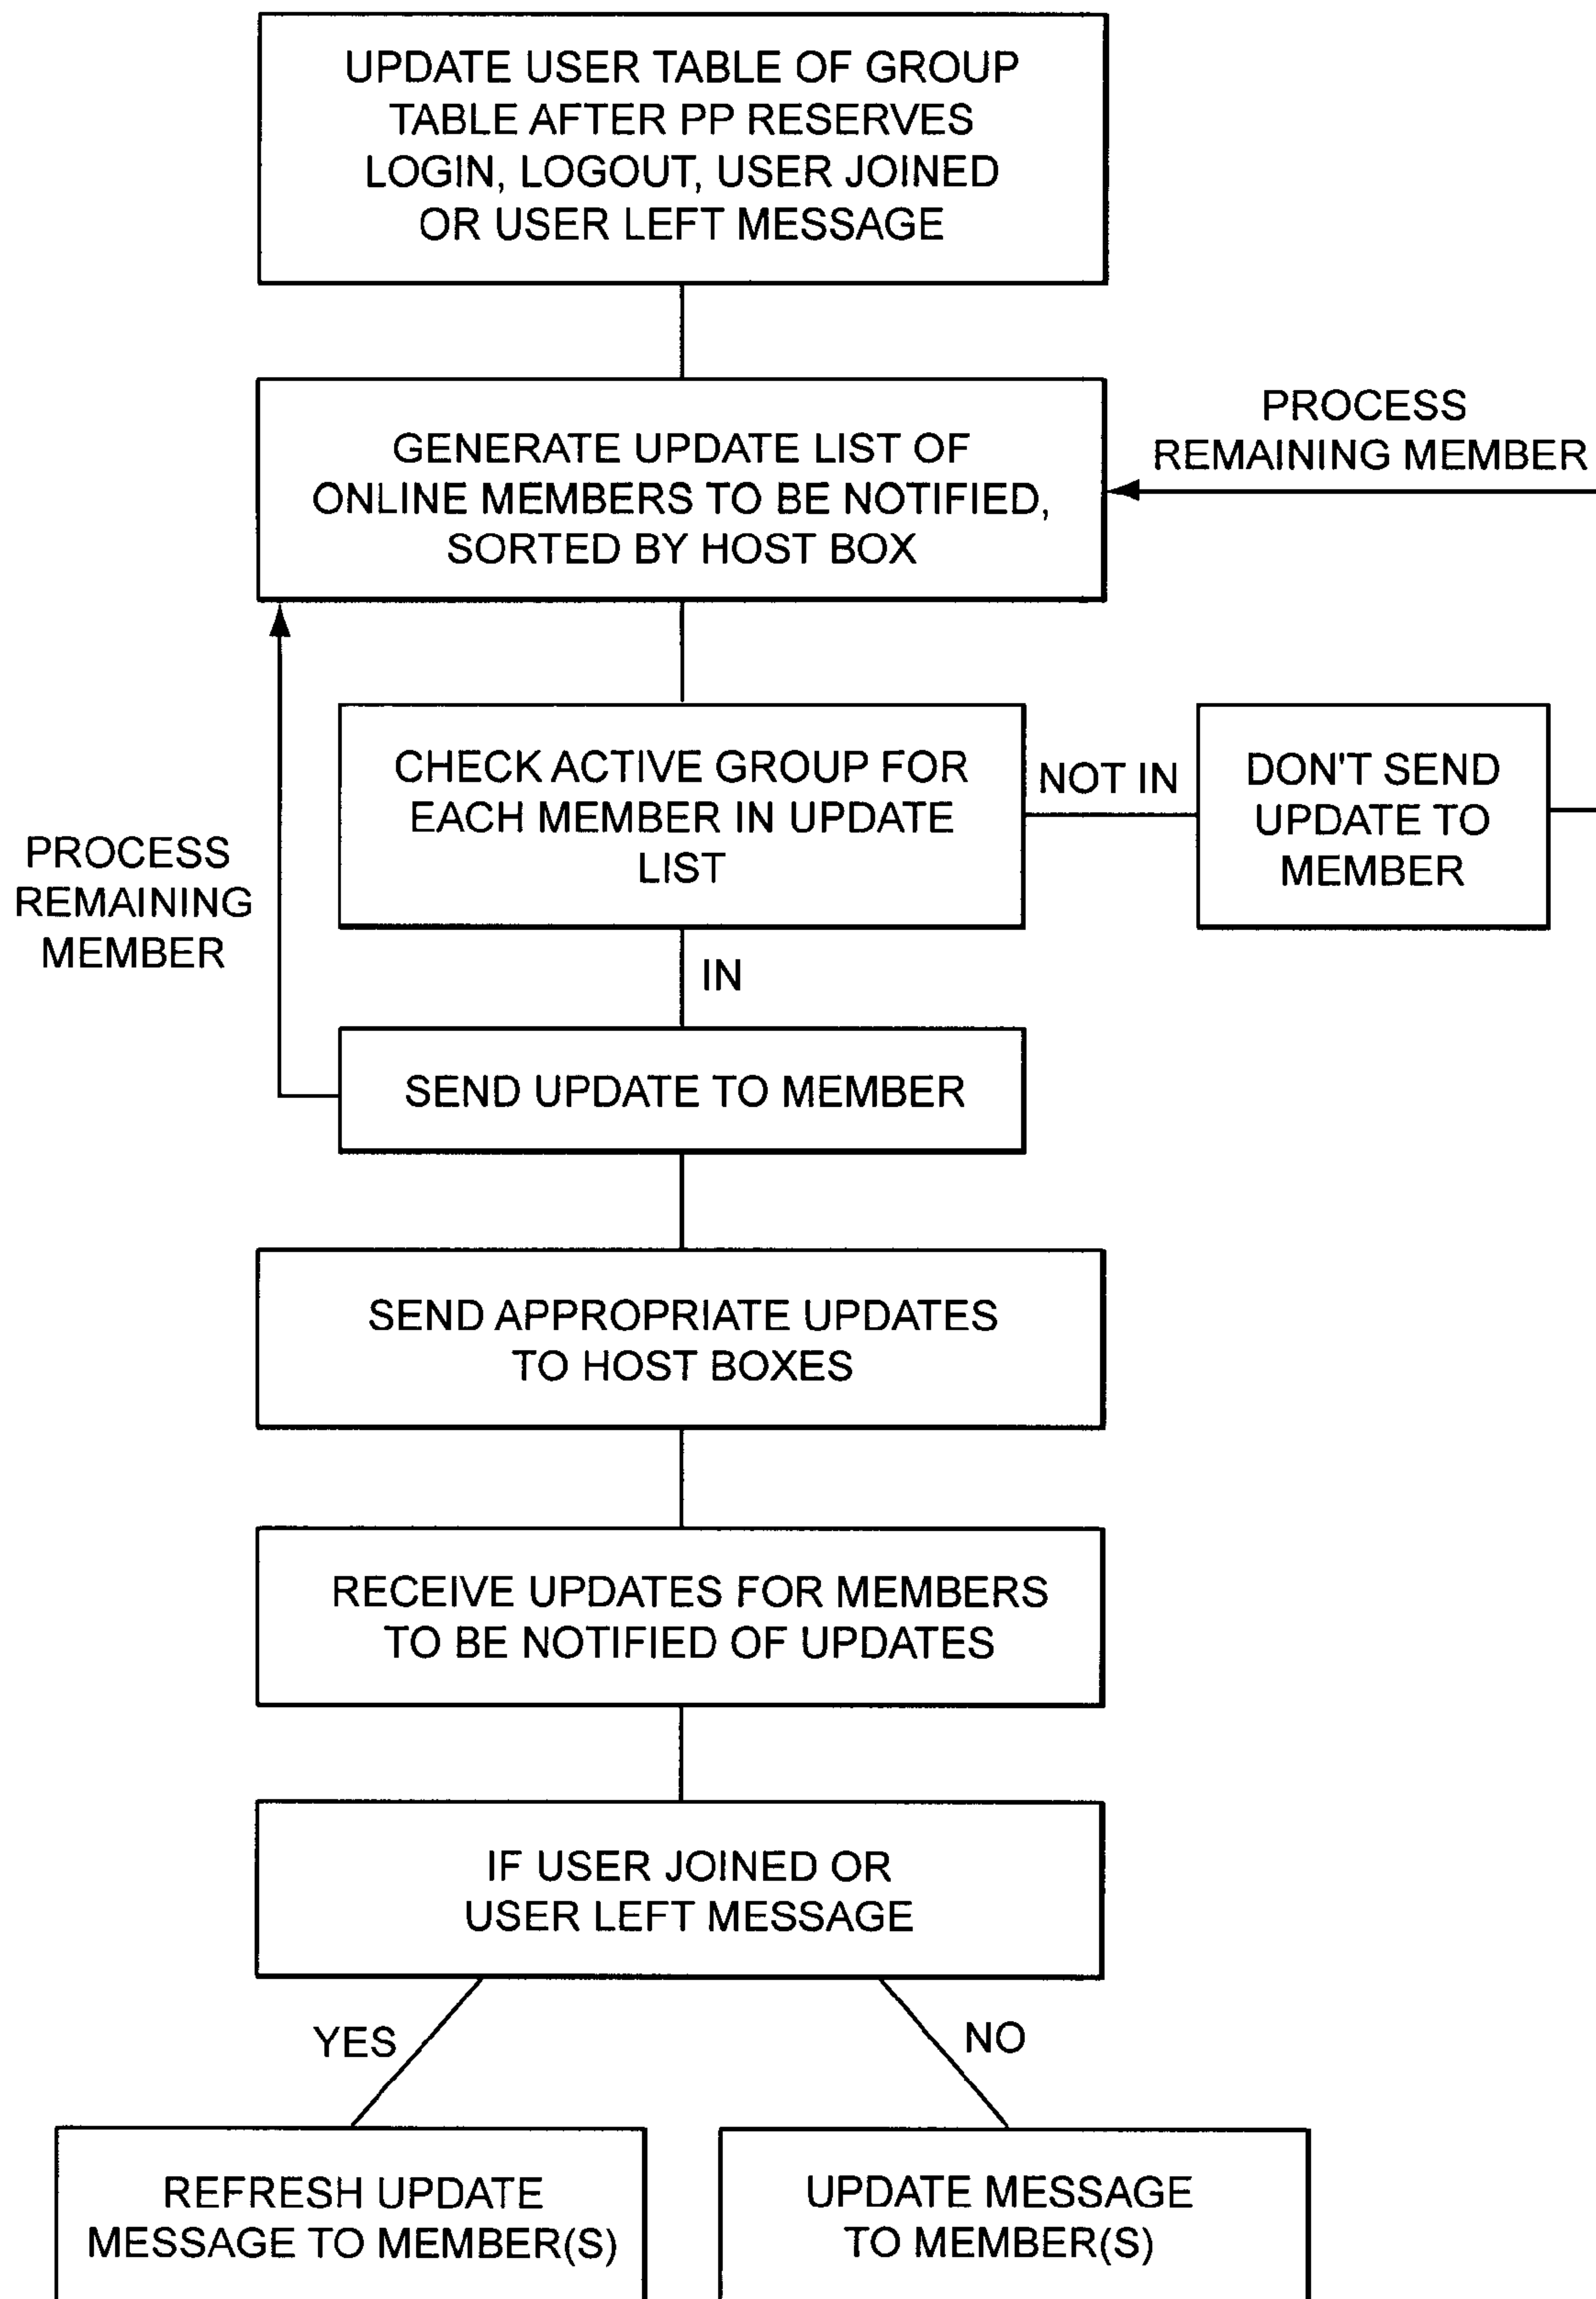 UPDATE USER TABLE OF GROUP
TABLE AFTER PP RESERVES
LOGIN, LOGOUT, USER JOINED
OR USER LEFT MESSAGE
GENERATE UPDATE LIST OF
ONLINE MEMBERS TO BE NOTIFIED,
SORTED BY HOST BOX
PROCESS
REMAINING MEMBER
CHECK ACTIVE GROUP FOR
EACH MEMBER IN UPDATE
LIST
NOT IN
DON'T SEND
UPDATE TO
MEMBER
PROCESS
REMAINING
MEMBER
IN
SEND UPDATE TO MEMBER
SEND APPROPRIATE UPDATES
TO HOST BOXES
RECEIVE UPDATES FOR MEMBERS
TO BE NOTIFIED OF UPDATES
IF USER JOINED OR
USER LEFT MESSAGE
YES
NO
REFRESH UPDATE
MESSAGE TO MEMBER(S)
UPDATE MESSAGE
TO MEMBER(S)